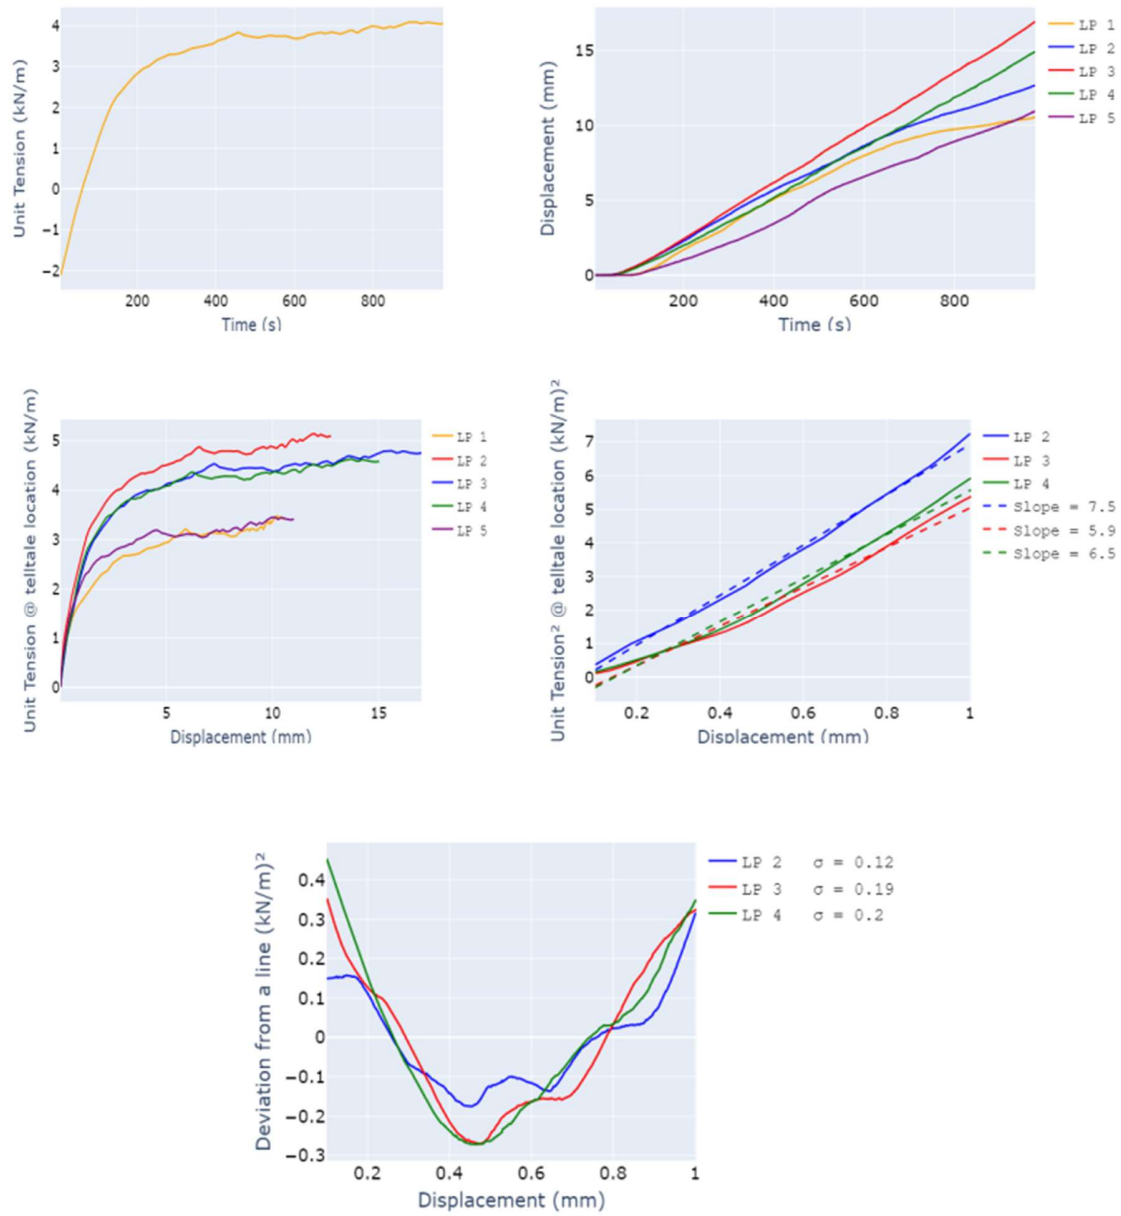 Unit Tension (kN/m)
4
3
2
1
0
−1
−2
200
400
600
800
Time (s)
Displacement (mm)
15
10
5
0
200
400
600
800
Time (s)
LP 1
LP 2
LP 3
LP 4
LP 5
Unit Tension @ telltale location (kN/m)
5
4
3
2
1
0
5
10
15
Displacement (mm)
LP 1
LP 2
LP 3
LP 4
LP 5
Unit Tension² @ telltale location (kN/m)²
7
6
5
4
3
2
1
0
0.2
0.4
0.6
0.8
1
Displacement (mm)
LP 2
LP 3
LP 4
Slope = 7.5
Slope = 5.9
Slope = 6.5
Deviation from a line (kN/m)²
0.4
0.3
0.2
0.1
0
−0.1
−0.2
−0.3
0.2
0.4
0.6
0.8
1
Displacement (mm)
LP 2 σ = 0.12
LP 3 σ = 0.19
LP 4 σ = 0.2